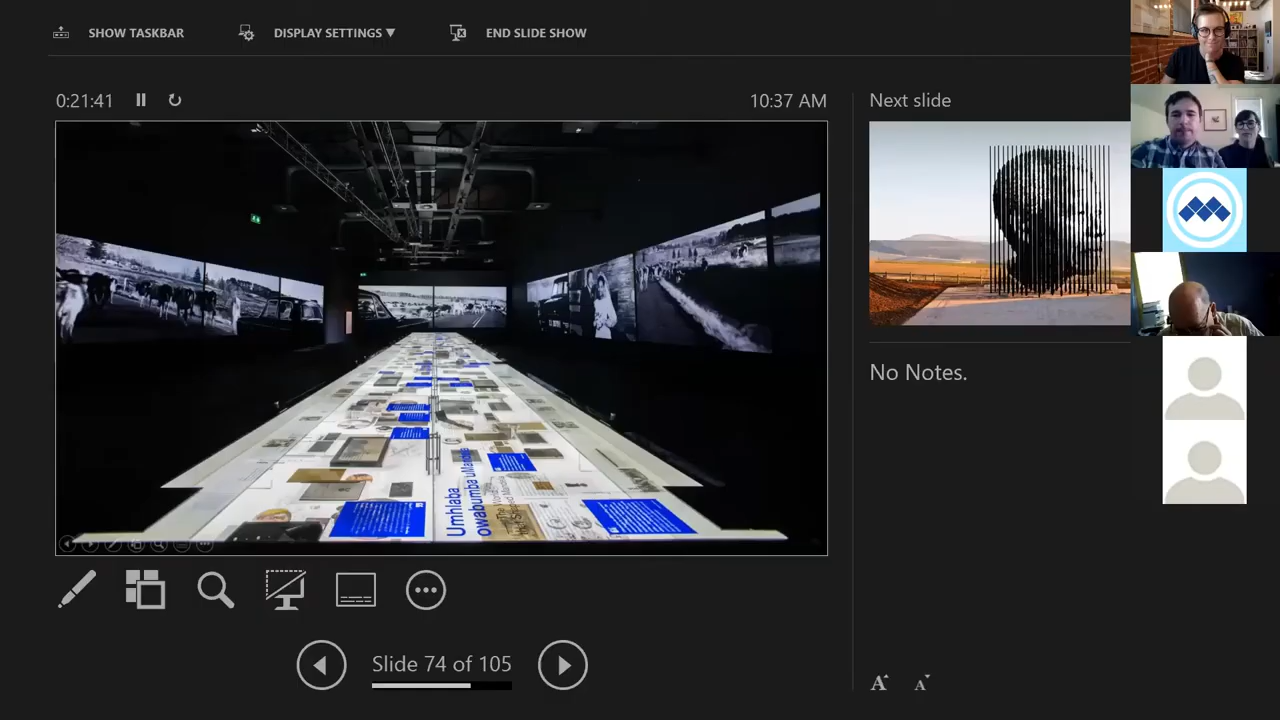 SHOW TASKBAR
DISPLAY SETTINGS ▼
END SLIDE SHOW
0:21:41
10:37 AM
Next slide
Umhlaba
owabumba uMandela
No Notes.
Slide 74 of 105
A
A